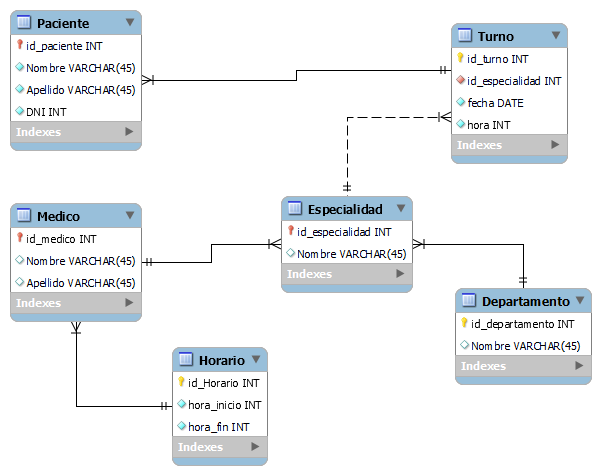 Paciente
id_paciente INT
Nombre VARCHAR(45)
Apellido VARCHAR(45)
DNI INT
Indexes
Turno
id_turno INT
id_especialidad INT
fecha DATE
hora INT
Indexes
Medico
id_medico INT
Nombre VARCHAR(45)
Apellido VARCHAR(45)
Indexes
Especialidad
id_especialidad INT
Nombre VARCHAR(45)
Indexes
Departamento
id_departamento INT
Nombre VARCHAR(45)
Indexes
Horario
id_Horario INT
hora_inicio INT
hora_fin INT
Indexes